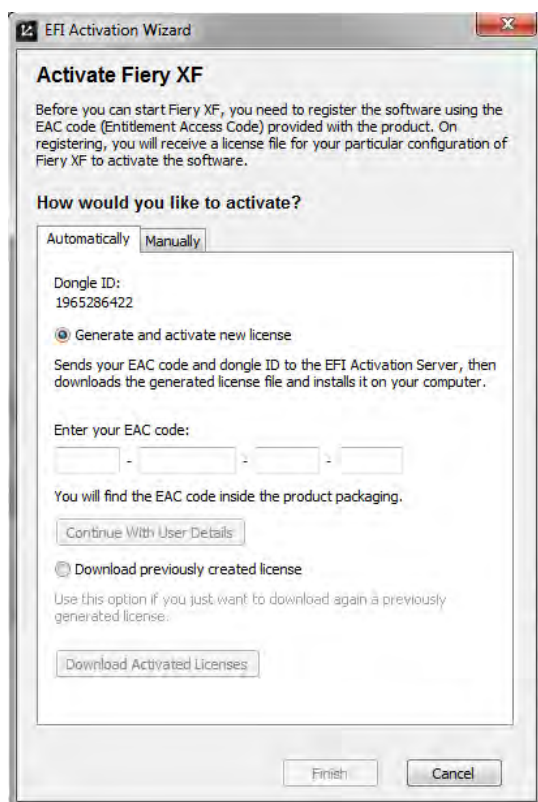 EFI Activation Wizard
Activate Fiery XF
Before you can start Fiery XF, you need to register the software using the
EAC code (Entitlement Access Code) provided with the product. On
registering, you will receive a license file for your particular configuration of
Fiery XF to activate the software.
How would you like to activate?
Automatically Manually
Dongle ID:
1965286422
Generate and activate new license
Sends your EAC code and dongle ID to the EFI Activation Server, then
downloads the generated license file and installs it on your computer.
Enter your EAC code:
- - -
You will find the EAC code inside the product packaging.
Continue With User Details
Download previously created license
Use this option if you just want to download again a previously
generated license.
Download Activated Licenses
Finish Cancel